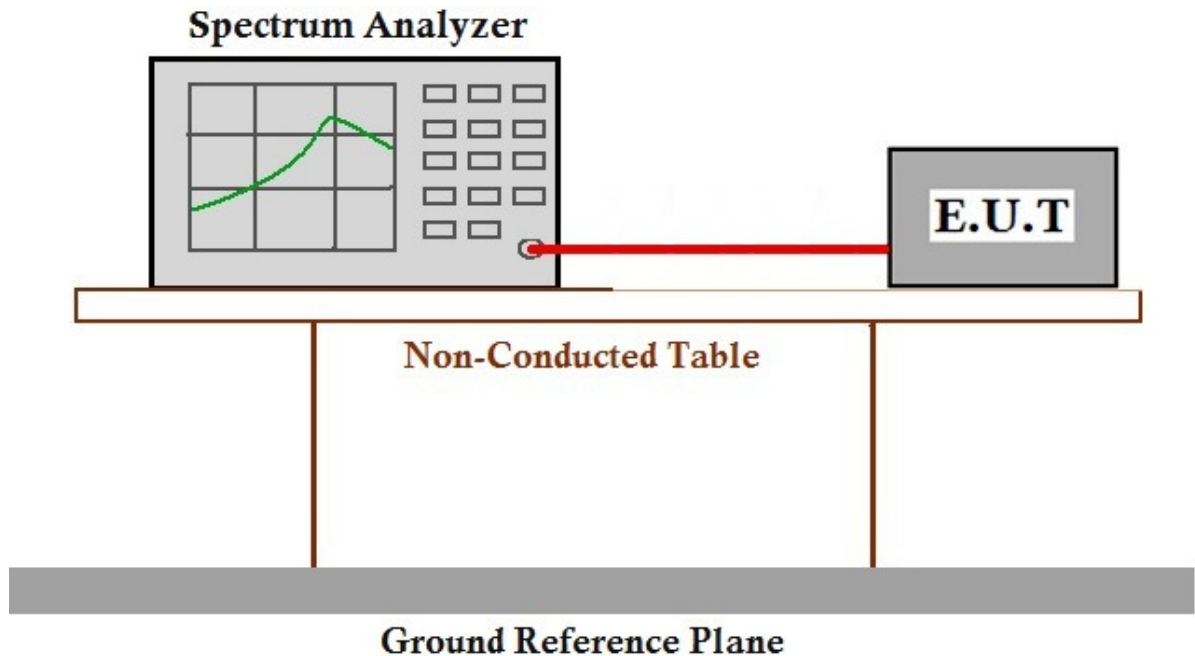 Spectrum Analyzer
E.U.T
Non-Conducted Table
Ground Reference Plane